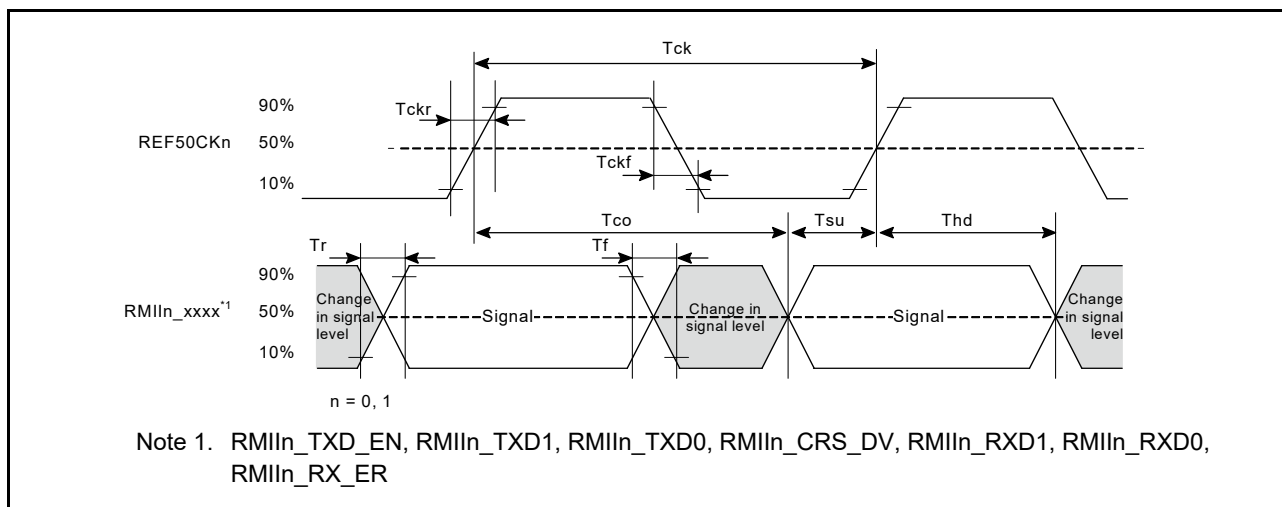 Tck
90%
Tckr
REF50CKn 50%
Tckf
10%
Tco Tsu Thd
Tr Tf
90%
Change in signal level
RMIIn_xxxx*1 50%
Signal
Change in signal level
Signal
Change in signal level
10%
n = 0, 1
Note 1. RMIIn_TXD_EN, RMIIn_TXD1, RMIIn_TXD0, RMIIn_CRS_DV, RMIIn_RXD1, RMIIn_RXD0,
RMIIn_RX_ER